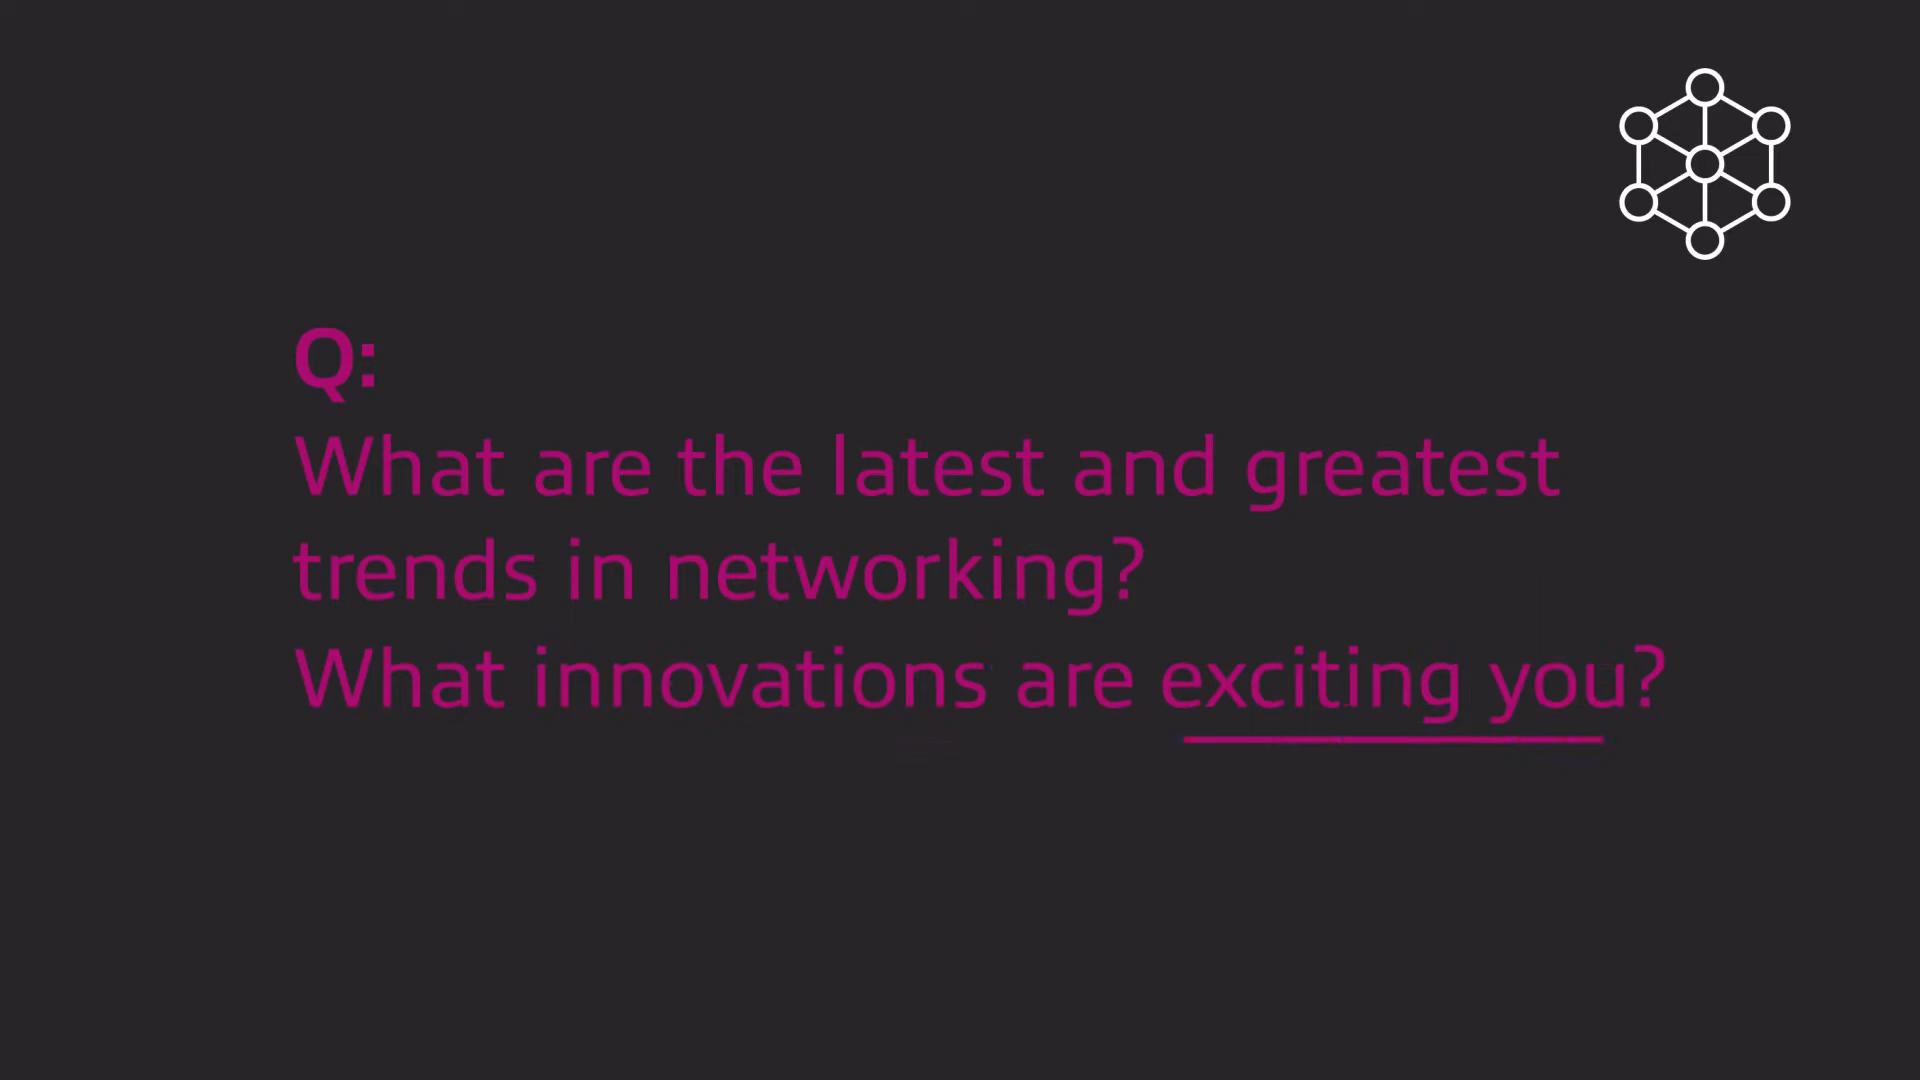 Q:
What are the latest and greatest
trends in networking?
What innovations are exciting you?